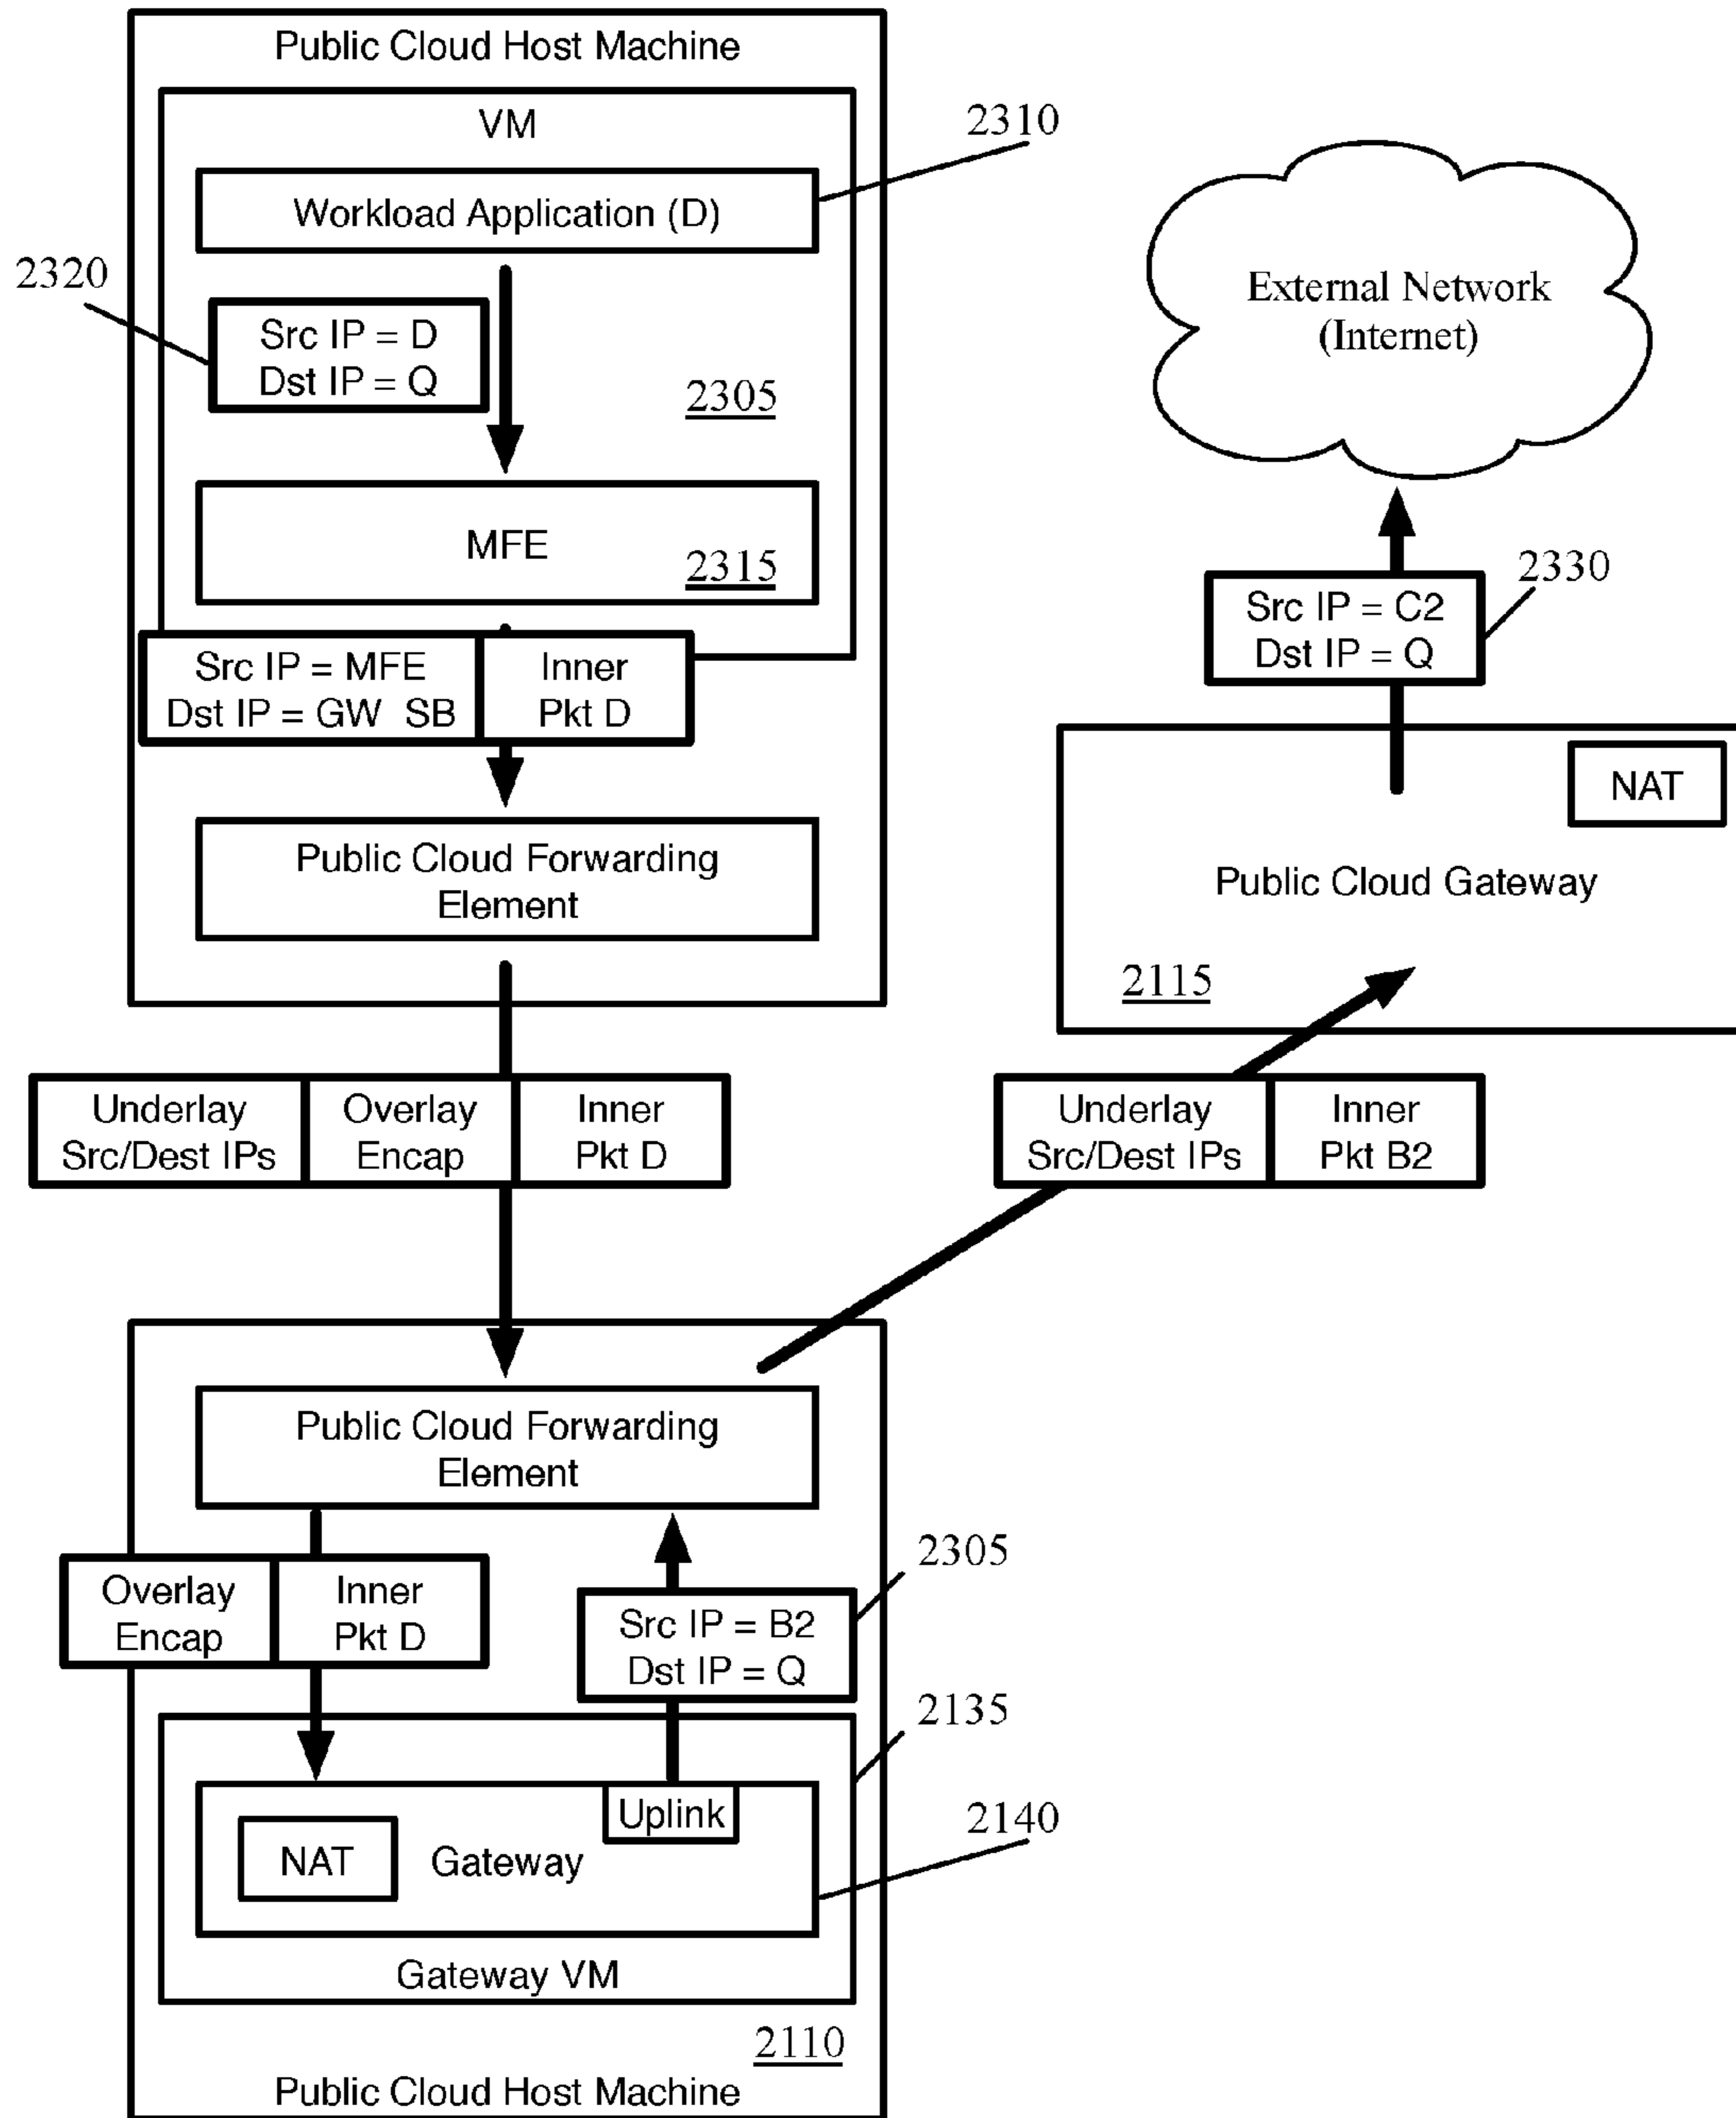 Public Cloud Host Machine
VM
2310
Workload Application (D)
2320
Src IP = D
Dst IP = Q
2305
MFE
2315
Src IP = MFE
Dst IP = GW SB
Inner
Pkt D
Public Cloud Forwarding
Element
Underlay
Src/Dest IPs
Overlay
Encap
Inner
Pkt D
External Network
(Internet)
2330
Src IP = C2
Dst IP = Q
NAT
Public Cloud Gateway
2115
Underlay
Src/Dest IPs
Inner
Pkt B2
Public Cloud Forwarding
Element
Overlay
Encap
Inner
Pkt D
2305
Src IP = B2
Dst IP = Q
2135
Uplink
NAT
Gateway
2140
Gateway VM
2110
Public Cloud Host Machine